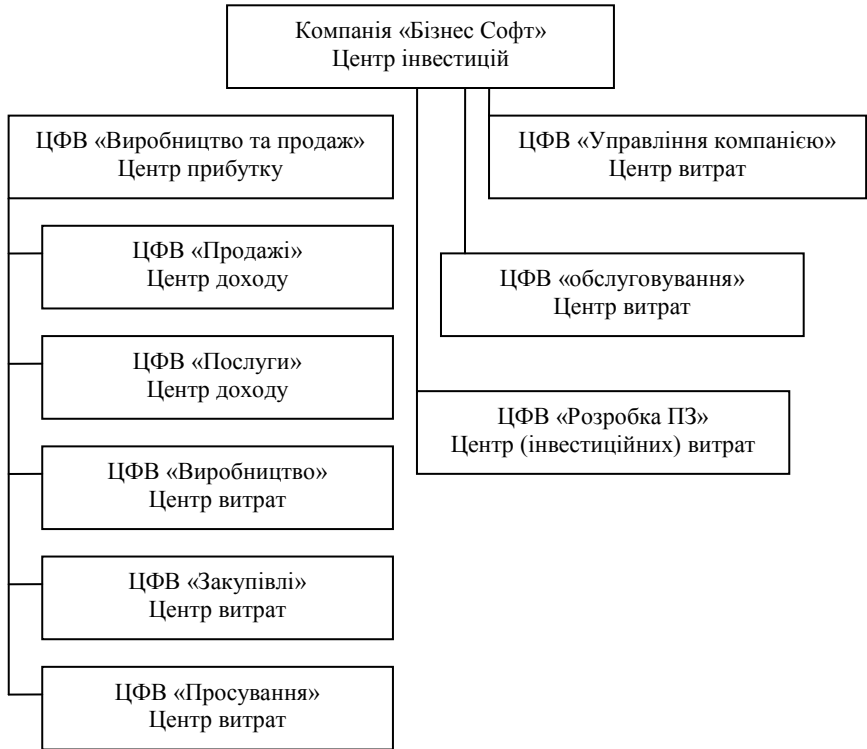 Компанія «Бізнес Софт»
Центр інвестицій
ЦФВ «Виробництво та продаж»
Центр прибутку
ЦФВ «Продажі»
Центр доходу
ЦФВ «Послуги»
Центр доходу
ЦФВ «Виробництво»
Центр витрат
ЦФВ «Закупівлі»
Центр витрат
ЦФВ «Просування»
Центр витрат
ЦФВ «Управління компанією»
Центр витрат
ЦФВ «обслуговування»
Центр витрат
ЦФВ «Розробка ПЗ»
Центр (інвестиційних) витрат